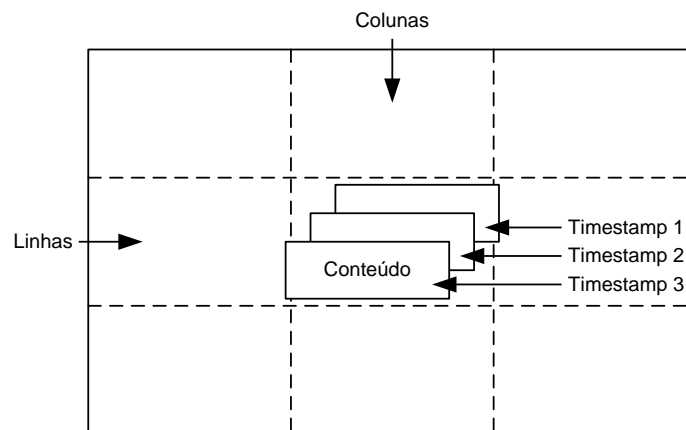 Colunas
Linhas
Timestamp 1
Timestamp 2
Conteúdo
Timestamp 3